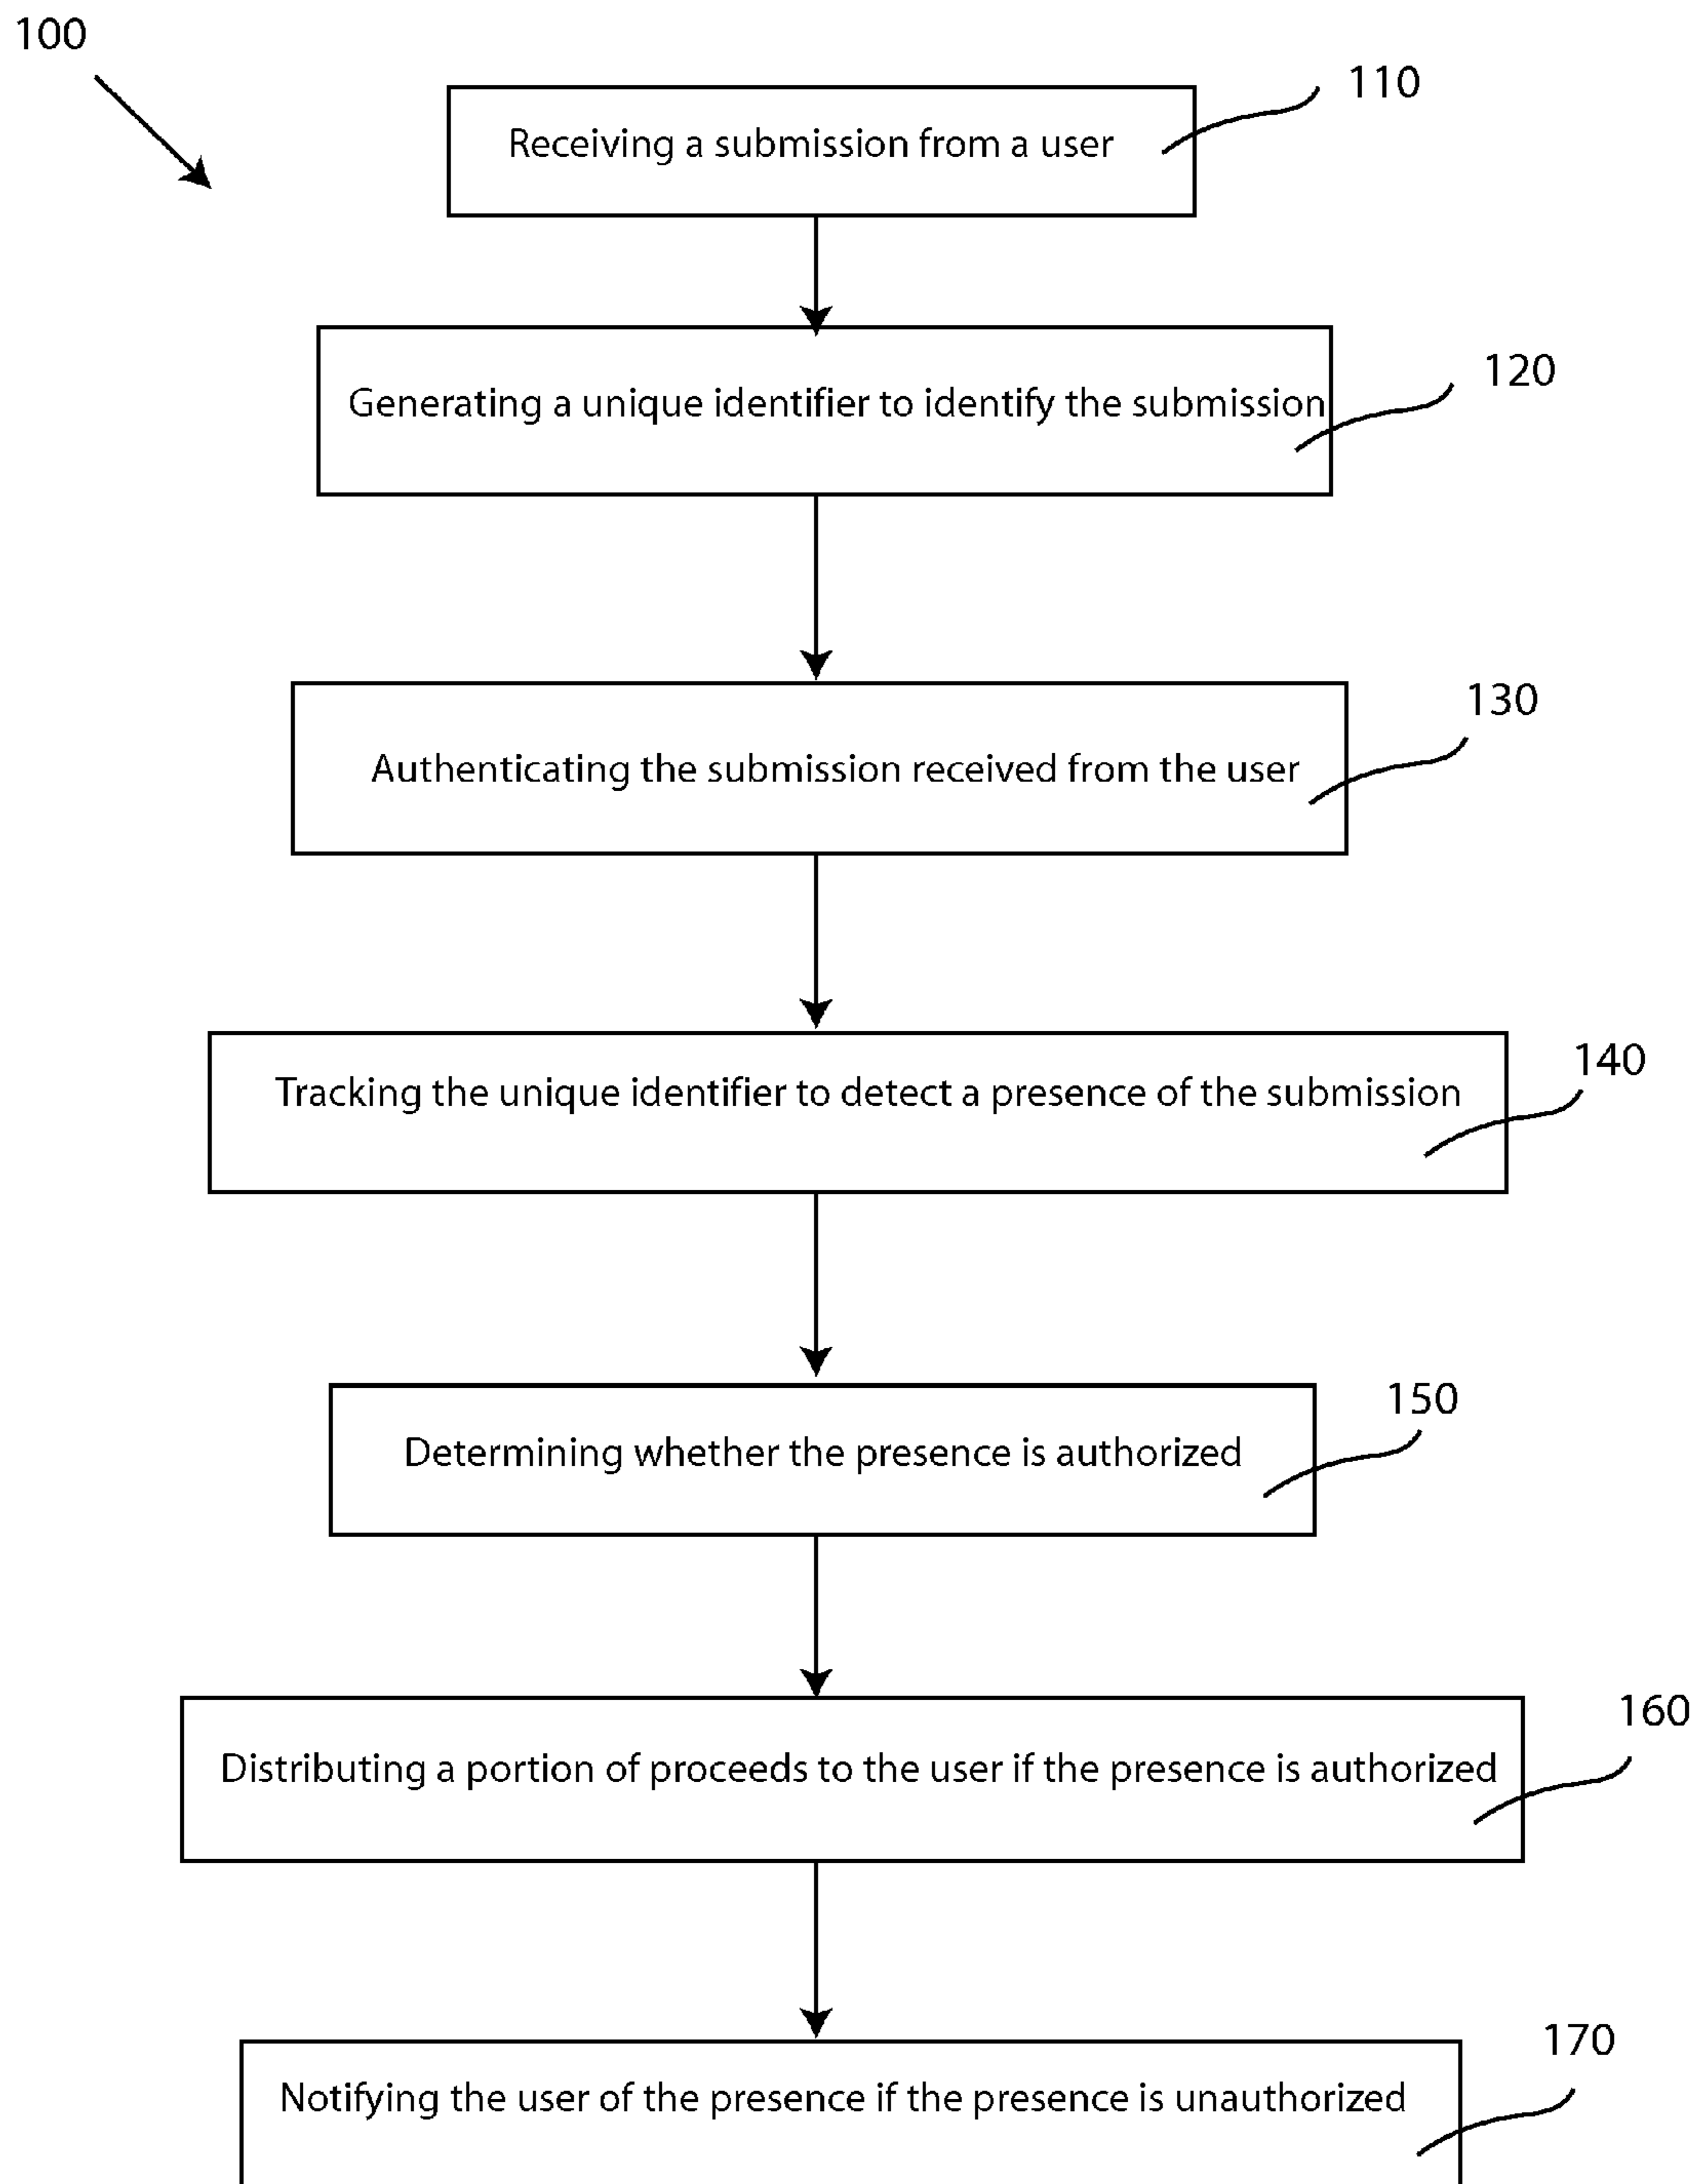 100
110
Receiving a submission from a user
120
Generating a unique identifier to identify the submission
130
Authenticating the submission received from the user
140
Tracking the unique identifier to detect a presence of the submission
150
Determining whether the presence is authorized
160
Distributing a portion of proceeds to the user if the presence is authorized
170
Notifying the user of the presence if the presence is unauthorized